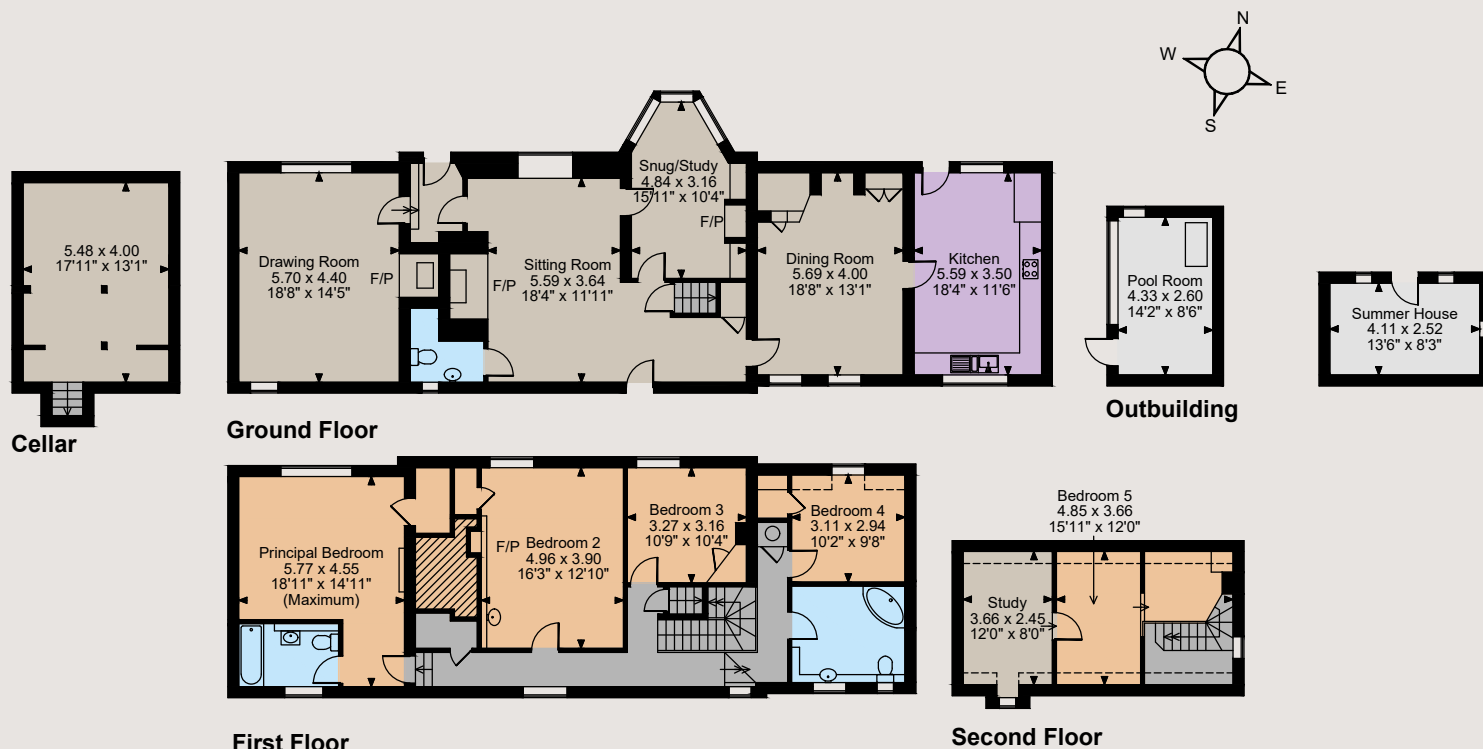 N
W
E
S
Snug/Study
4.84 x 3.16
15'11" x 10'4"
F/P
5.48 x 4.00
17'11" x 13'1"
Drawing Room
5.70 x 4.40
18'8" x 14'5"
F/P
F/P
Sitting Room
5.59 x 3.64
18'4" x 11'11"
Dining Room
5.69 x 4.00
18'8" x 13'1"
Kitchen
5.59 x 3.50
18'4" x 11'6"
Pool Room
4.33 x 2.60
14'2" x 8'6"
Summer House
4.11 x 2.52
13'6" x 8'3"
Cellar
Ground Floor
Outbuilding
Principal Bedroom
5.77 x 4.55
18'11" x 14'11"
(Maximum)
F/P
Bedroom 2
4.96 x 3.90
16'3" x 12'10"
Bedroom 3
3.27 x 3.16
10'9" x 10'4"
Bedroom 4
3.11 x 2.94
10'2" x 9'8"
Bedroom 5
4.85 x 3.66
15'11" x 12'0"
Study
3.66 x 2.45
12'0" x 8'0"
First Floor
Second Floor